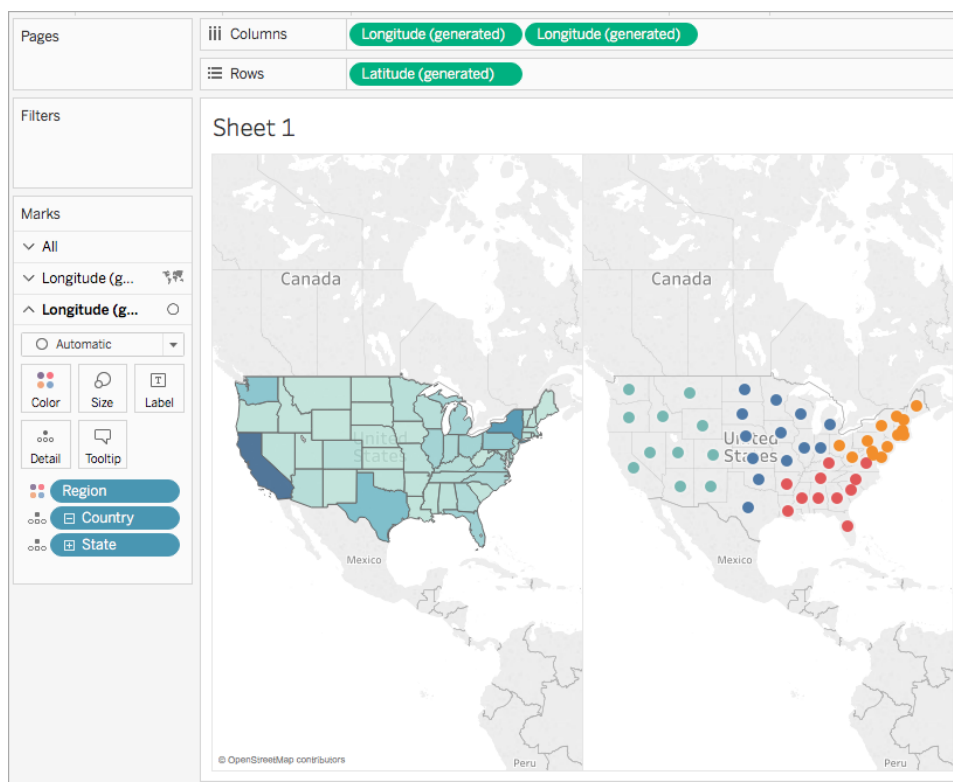 Pages
Columns
Longitude (generated)
Longitude (generated)
Rows
Latitude (generated)
Filters
Sheet 1
Marks
All
Longitude (g...
Longitude (g...
Automatic
Color
Size
T
Label
Detail
Tooltip
Region
Country
State
Canada
United
States
Mexico
Peru
© OpenStreetMap contributors
Canada
United
States
Mexico
Peru